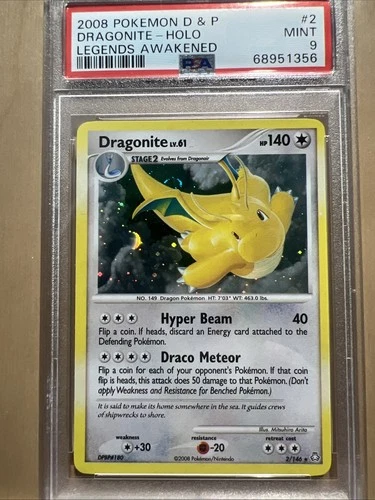 2008 POKEMON D & P #2
DRAGONITE - HOLO MINT
LEGENDS AWAKENED 9
PSA 68951356
Dragonite LV.61 HP 140
STAGE 2 Evolves from Dragonair
NO. 149 Dragon Pokémon HT: 7'03" WT: 463.0 lbs.
Hyper Beam 40
Flip a coin. If heads, discard an Energy card attached to the
Defending Pokémon.
Draco Meteor
Flip a coin for each of your opponent's Pokémon. If that coin
flip is heads, this attack does 50 damage to that Pokémon. (Don't
apply Weakness and Resistance for Benched Pokémon.)
It is said to make its home somewhere in the sea. It guides crews
of shipwrecks to shore.
Illus. Mitsuhiro Arita
weakness resistance retreat cost
+30 -20
DPBP#180 ©2008 Pokémon/Nintendo 2/146 ★